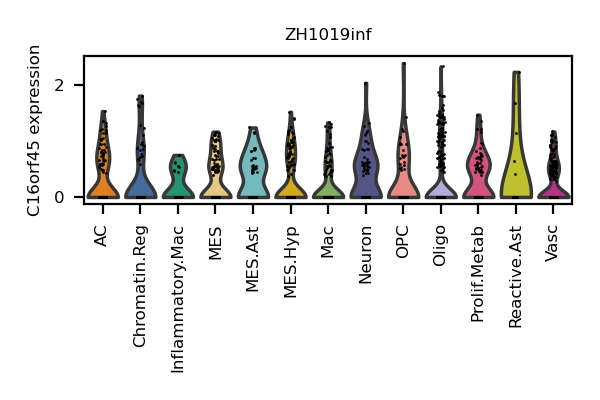 ZH1019inf
C16orf45 expression
2
0
AC
Chromatin.Reg
Inflammatory.Mac
MES
MES.Ast
MES.Hyp
Mac
Neuron
OPC
Oligo
Prolif.Metab
Reactive.Ast
Vasc